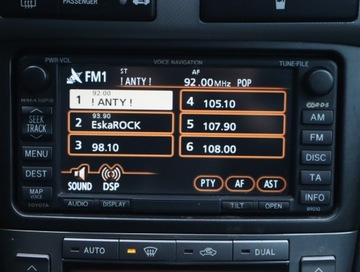 PASSENGER
PWR·VOL
VOICE NAVIGATION
TUNE·FILE
FM1
ST
! ANTY !
AF
92.00MHz POP
1
92.00
! ANTY !
2
93.90
EskaROCK
3 98.10
4 105.10
5 107.90
6 108.00
SOUND DSP PTY AF AST
SEEK
TRACK
MENU
DEST
MAP
VOICE
R·D·S
AM
FM
DISC
TA
INFO
TOYOTA
AUDIO
DISPLAY
TILT
OPEN
AUTO
DUAL